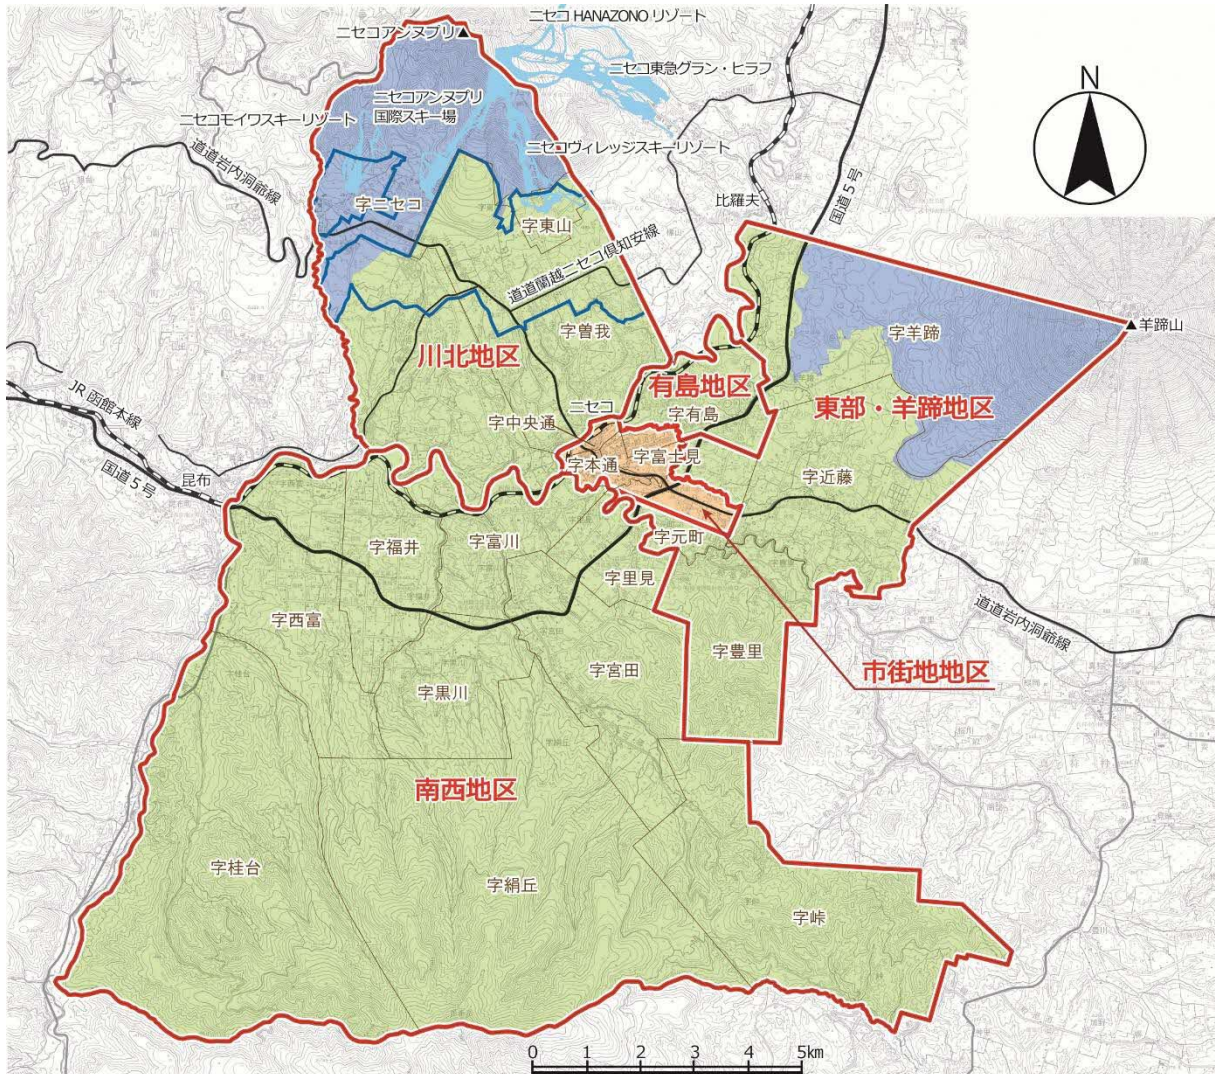 ニセコ HANAZONO リゾート
ニセコアンヌプリ▲
ニセコ東急グラン・ヒラフ
N
ニセコアンヌプリ
国際スキー場
ニセコモイワスキーリゾート
ニセコヴィレッジスキーリゾート
道道岩内洞爺線
国道5号
比羅夫
字ニセコ
字東山
道道蘭越ニセコ倶知安線
▲羊蹄山
字羊蹄
字曽我
川北地区
有島地区
JR 函館本線
ニセコ
字有島
東部・羊蹄地区
字中央通
字富士見
字本通
国道5号
昆布
字近藤
字元町
字福井
字富川
字里見
道道岩内洞爺線
字西富
字豊里
字宮田
市街地地区
字黒川
南西地区
字桂台
字絹丘
字峠
0 1 2 3 4 5km